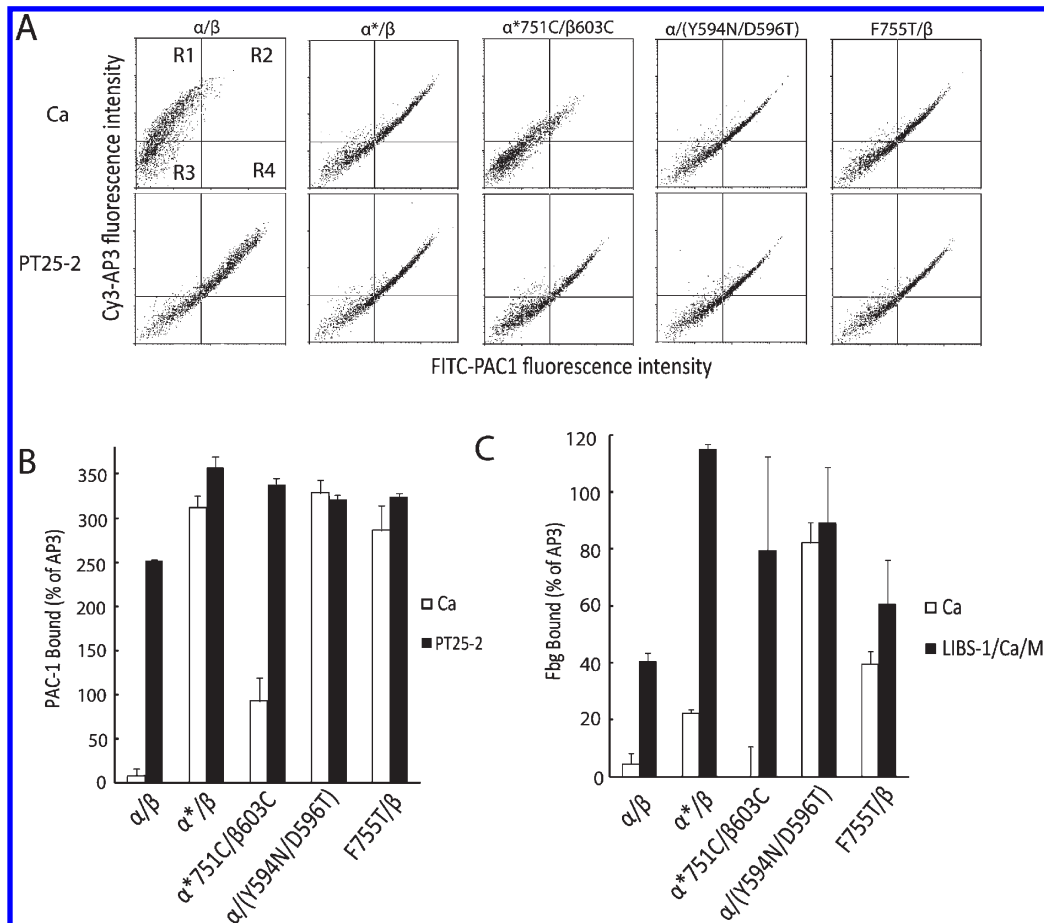 A
α/β
α*/β
α*751C/β603C
α/(Y594N/D596T)
F755T/β
R1
R2
R3
R4
Ca
PT25-2
Cy3-AP3 fluorescence intensity
FITC-PAC1 fluorescence intensity
B
PAC-1 Bound (% of AP3)
350
300
250
200
150
100
50
0
α/β
α*/β
α*751C/β603C
α/(Y594N/D596T)
F755T/β
Ca
PT25-2
C
Fbg Bound (% of AP3)
120
100
80
60
40
20
0
α/β
α*/β
α*751C/β603C
α/(Y594N/D596T)
F755T/β
Ca
LIBS-1/Ca/M